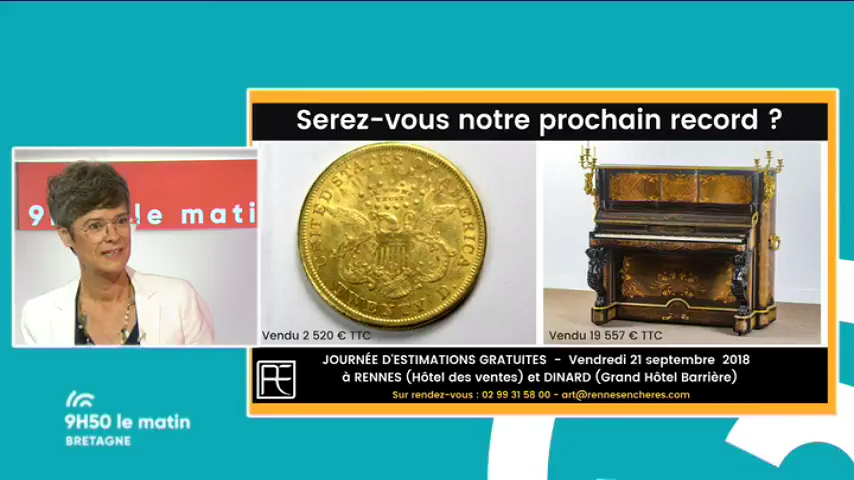 Serez-vous notre prochain record ?
9 le mati
UNITED STATES OF AMERICA
TWENTY D.
Vendu 2 520 € TTC
Vendu 19 557 € TTC
JOURNÉE D'ESTIMATIONS GRATUITES - Vendredi 21 septembre 2018
à RENNES (Hôtel des ventes) et DINARD (Grand Hôtel Barrière)
Sur rendez-vous : 02 99 31 58 00 - art@rennesencheres.com
9H50 le matin
BRETAGNE